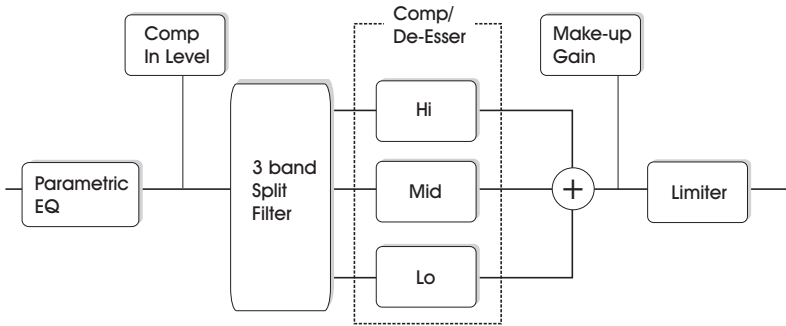 Comp/
De-Esser
Comp
In Level
Make-up
Gain
Hi
3 band
Split
Filter
Parametric
EQ
Mid
+
Limiter
Lo